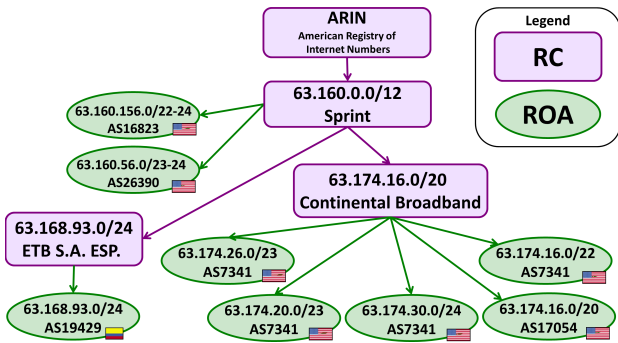 ARIN
American Registry of
Internet Numbers
Legend
RC
ROA
63.160.0.0/12
Sprint
63.160.156.0/22-24
AS16823
63.160.56.0/23-24
AS26390
63.174.16.0/20
Continental Broadband
63.168.93.0/24
ETB S.A. ESP.
63.174.26.0/23
AS7341
63.174.16.0/22
AS7341
63.168.93.0/24
AS19429
63.174.20.0/23
AS7341
63.174.30.0/24
AS7341
63.174.16.0/20
AS17054